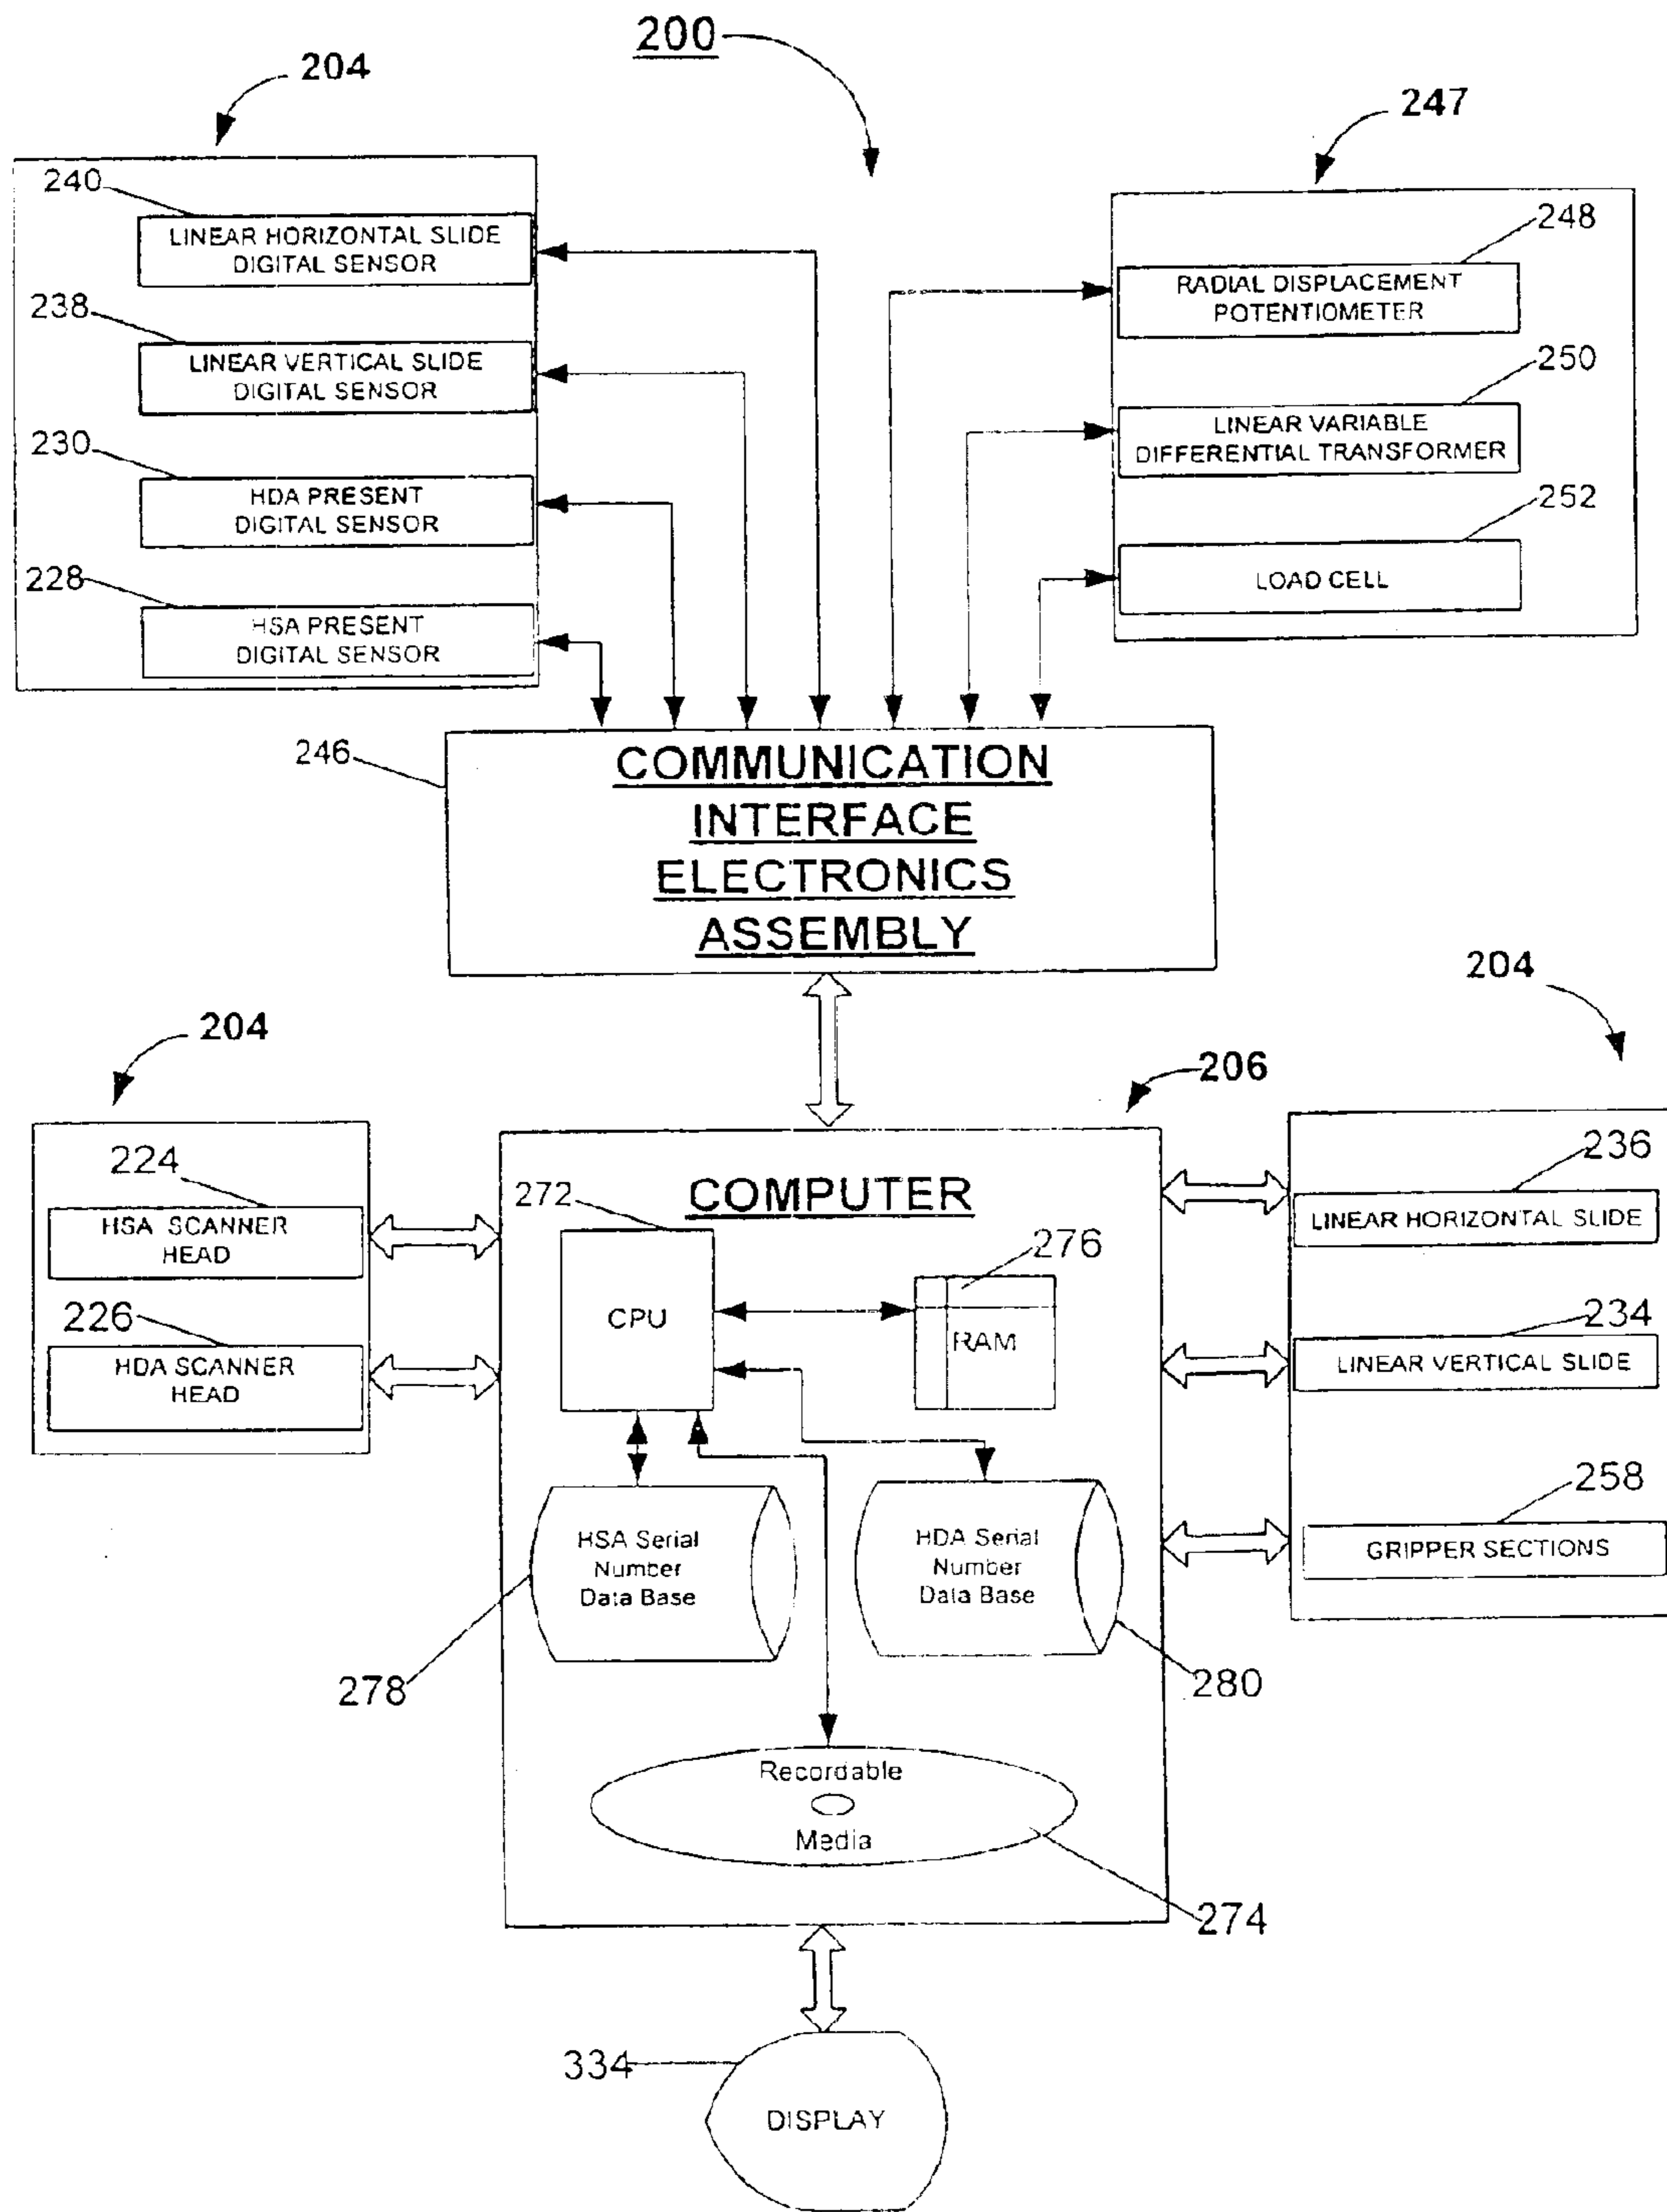 200
204
240
LINEAR HORIZONTAL SLIDE
DIGITAL SENSOR
238
LINEAR VERTICAL SLIDE
DIGITAL SENSOR
230
HDA PRESENT
DIGITAL SENSOR
228
HSA PRESENT
DIGITAL SENSOR
247
248
RADIAL DISPLACEMENT
POTENTIOMETER
250
LINEAR VARIABLE
DIFFERENTIAL TRANSFORMER
252
LOAD CELL
246
COMMUNICATION
INTERFACE
ELECTRONICS
ASSEMBLY
204
224
HSA SCANNER
HEAD
226
HDA SCANNER
HEAD
206
COMPUTER
272
CPU
276
RAM
HSA Serial
Number
Data Base
278
HDA Serial
Number
Data Base
280
Recordable
Media
274
204
236
LINEAR HORIZONTAL SLIDE
234
LINEAR VERTICAL SLIDE
258
GRIPPER SECTIONS
334
DISPLAY